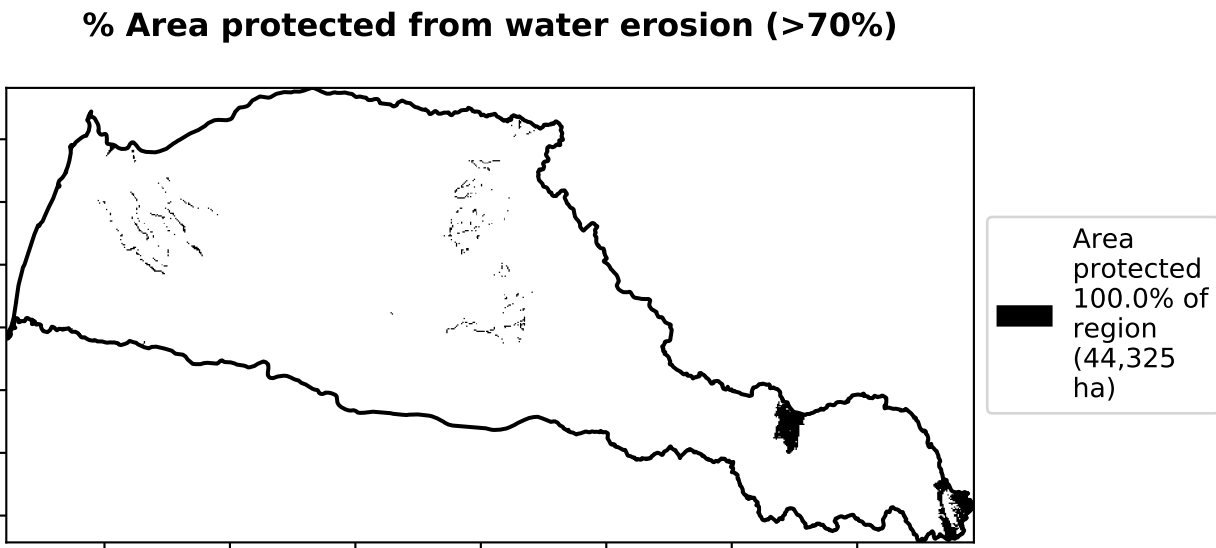 % Area protected from water erosion (>70%)
Area
protected
100.0% of
region
(44,325
ha)